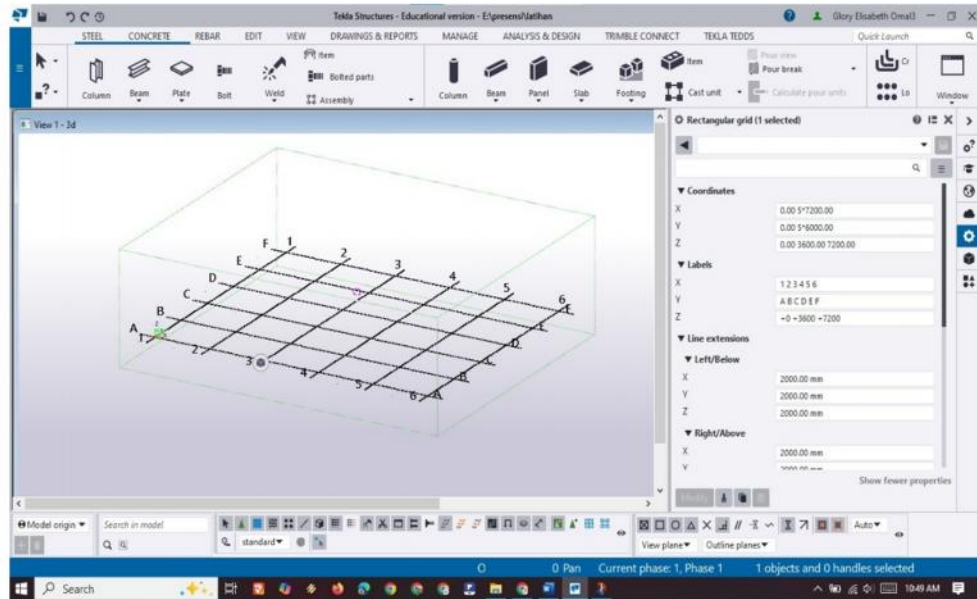 Tekla Structures - Educational version - E:\presensi\latihan
Glory Elisabeth Omal3
STEEL CONCRETE REBAR EDIT VIEW DRAWINGS & REPORTS MANAGE ANALYSIS & DESIGN TRIMBLE CONNECT TEKLA TEDDS Quick Launch
Item
Bolted parts
Assembly
Column Beam Plate Bolt Weld
Column Beam Panel Slab Footing
Item
Cast unit
Pour view
Pour break
Calculate pour units
Cr
Lo
Window
View 1 - 3d
Rectangular grid (1 selected)
Coordinates
X 0.00 5*7200.00
Y 0.00 5*6000.00
Z 0.00 3600.00 7200.00
Labels
X 1 2 3 4 5 6
Y A B C D E F
Z +0 +3600 +7200
Line extensions
Left/Below
X 2000.00 mm
Y 2000.00 mm
Z 2000.00 mm
Right/Above
X 2000.00 mm
Y 2000.00 mm
Show fewer properties
Modify
F 1
E 2
D 3
C 4
B 5
A 6
1 2 3 4 5 6 A
B
D
Model origin
Search in model
standard
Auto
View plane
Outline planes
O 0 Pan Current phase: 1, Phase 1 1 objects and 0 handles selected
Search
10:49 AM